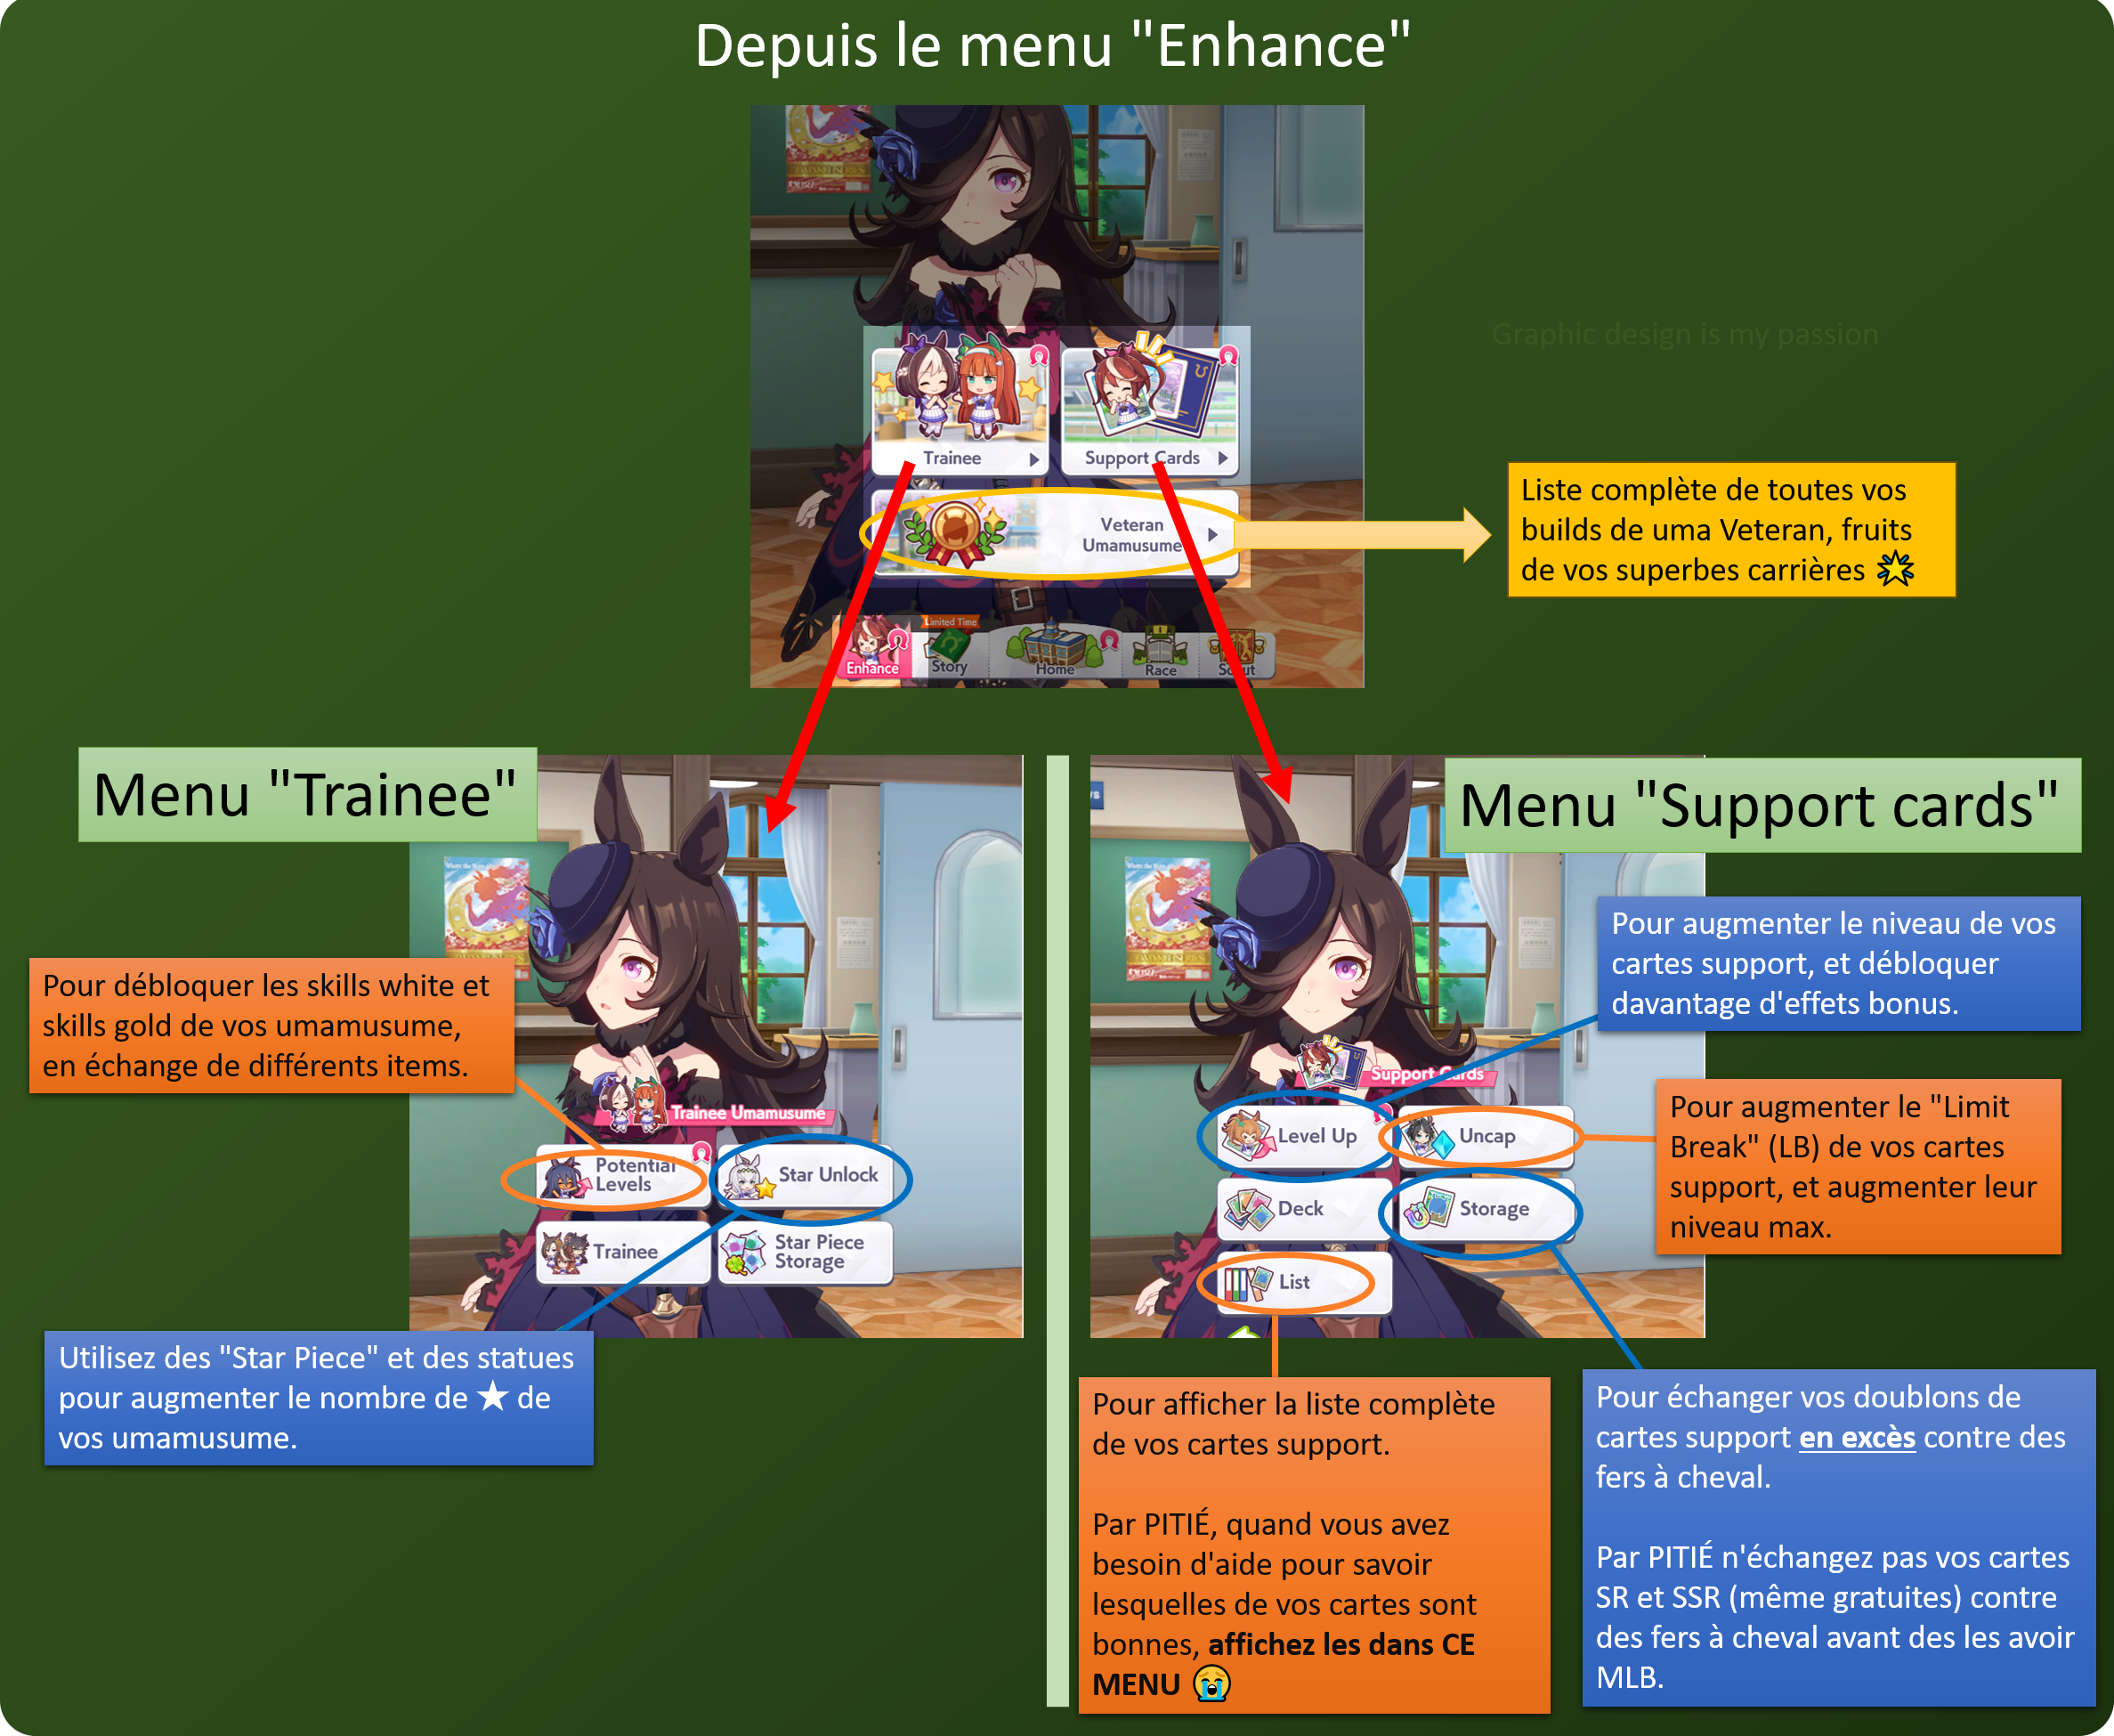 Depuis le menu "Enhance"
Graphic design is my passion
Trainee
Support Cards
Veteran
Umamusume
Liste complète de toutes vos
builds de uma Veteran, fruits
de vos superbes carrières 🌟
Limited Time
Enhance
Story
Home
Race
Scout
Menu "Trainee"
Pour débloquer les skills white et
skills gold de vos umamusume,
en échange de différents items.
Trainee Umamusume
Potential
Levels
Star Unlock
Trainee
Star Piece
Storage
Utilisez des "Star Piece" et des statues
pour augmenter le nombre de ★ de
vos umamusume.
Menu "Support cards"
Pour augmenter le niveau de vos
cartes support, et débloquer
davantage d'effets bonus.
Support Cards
Level Up
Uncap
Deck
Storage
List
Pour augmenter le "Limit
Break" (LB) de vos cartes
support, et augmenter leur
niveau max.
Pour afficher la liste complète
de vos cartes support.
Par PITIÉ, quand vous avez
besoin d'aide pour savoir
lesquelles de vos cartes sont
bonnes, affichez les dans CE
MENU 😭
Pour échanger vos doublons de
cartes support en excès contre des
fers à cheval.
Par PITIÉ n'échangez pas vos cartes
SR et SSR (même gratuites) contre
des fers à cheval avant des les avoir
MLB.